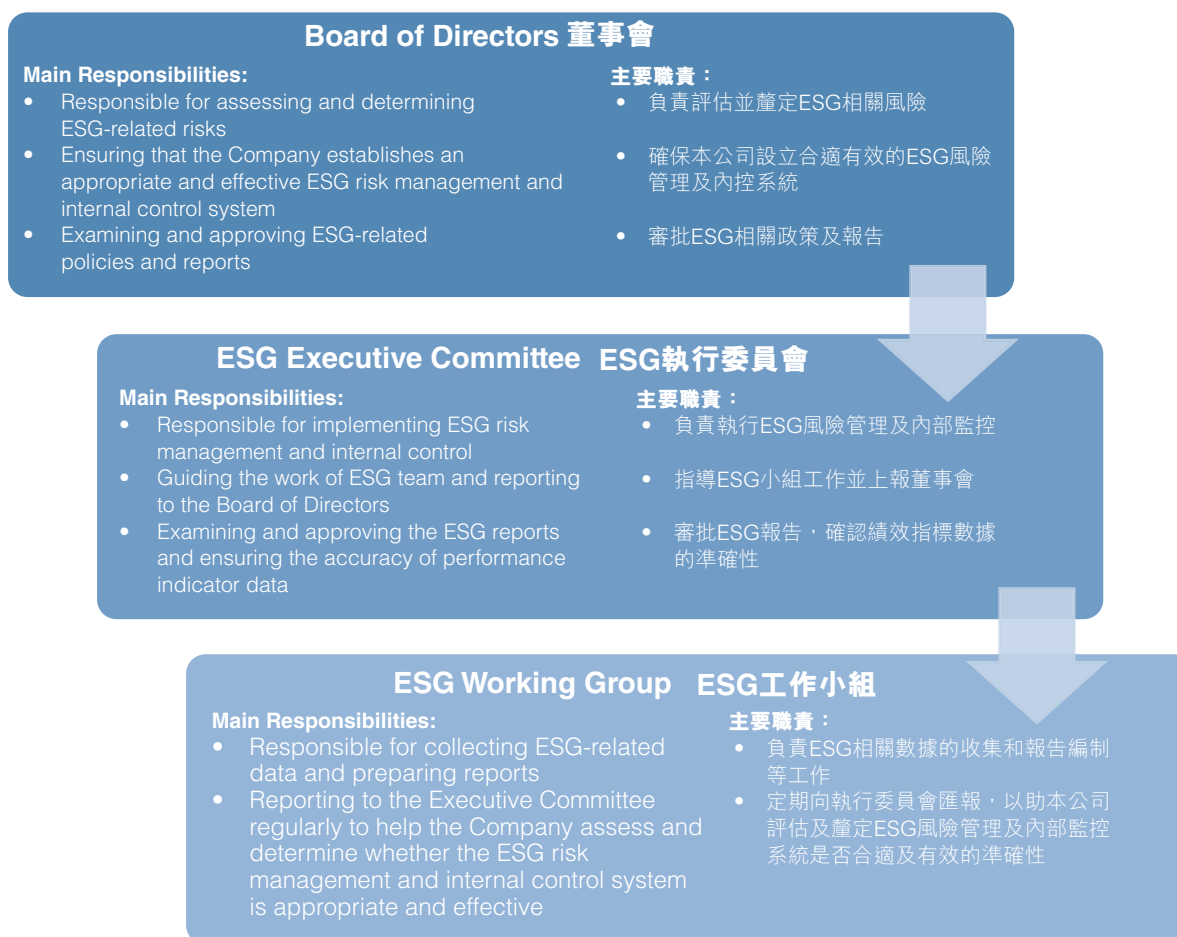 Board of Directors 董事會
Main Responsibilities:
• Responsible for assessing and determining
ESG-related risks
• Ensuring that the Company establishes an
appropriate and effective ESG risk management and
internal control system
• Examining and approving ESG-related
policies and reports
主要職責：
• 負責評估並釐定ESG相關風險
• 確保本公司設立合適有效的ESG風險
管理及內控系統
• 審批ESG相關政策及報告
ESG Executive Committee ESG執行委員會
Main Responsibilities:
• Responsible for implementing ESG risk
management and internal control
• Guiding the work of ESG team and reporting
to the Board of Directors
• Examining and approving the ESG reports
and ensuring the accuracy of performance
indicator data
主要職責：
• 負責執行ESG風險管理及內部監控
• 指導ESG小組工作並上報董事會
• 審批ESG報告，確認績效指標數據
的準確性
ESG Working Group ESG工作小組
Main Responsibilities:
• Responsible for collecting ESG-related
data and preparing reports
• Reporting to the Executive Committee
regularly to help the Company assess and
determine whether the ESG risk
management and internal control system
is appropriate and effective
主要職責：
• 負責ESG相關數據的收集和報告編制
等工作
• 定期向執行委員會匯報，以助本公司
評估及釐定ESG風險管理及內部監控
系統是否合適及有效的準確性